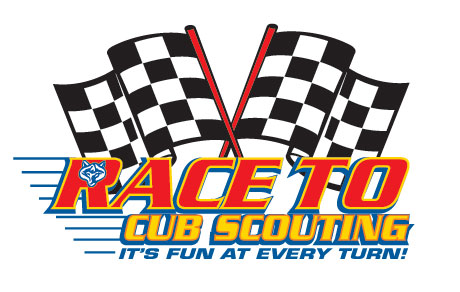 RACE TO
CUB SCOUTING
IT'S FUN AT EVERY TURN!